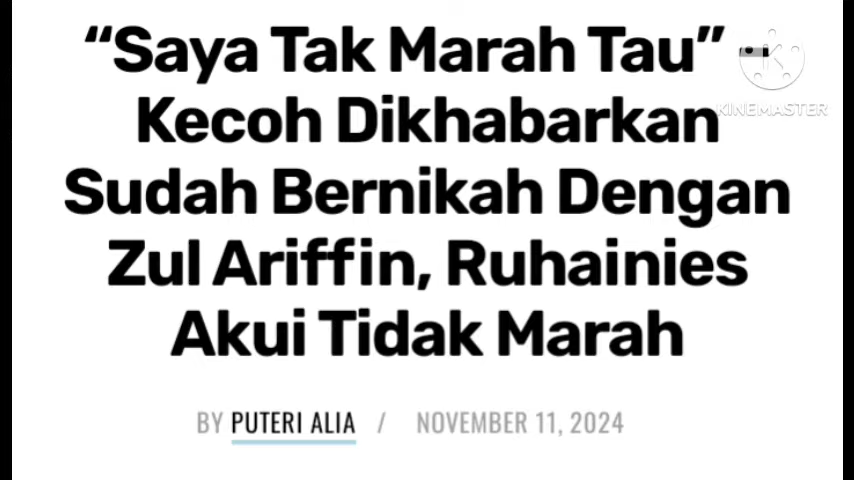 “Saya Tak Marah Tau” –
Kecoh Dikhabarkan
Sudah Bernikah Dengan
Zul Ariffin, Ruhainies
Akui Tidak Marah
BY PUTERI ALIA / NOVEMBER 11, 2024
KINEMASTER